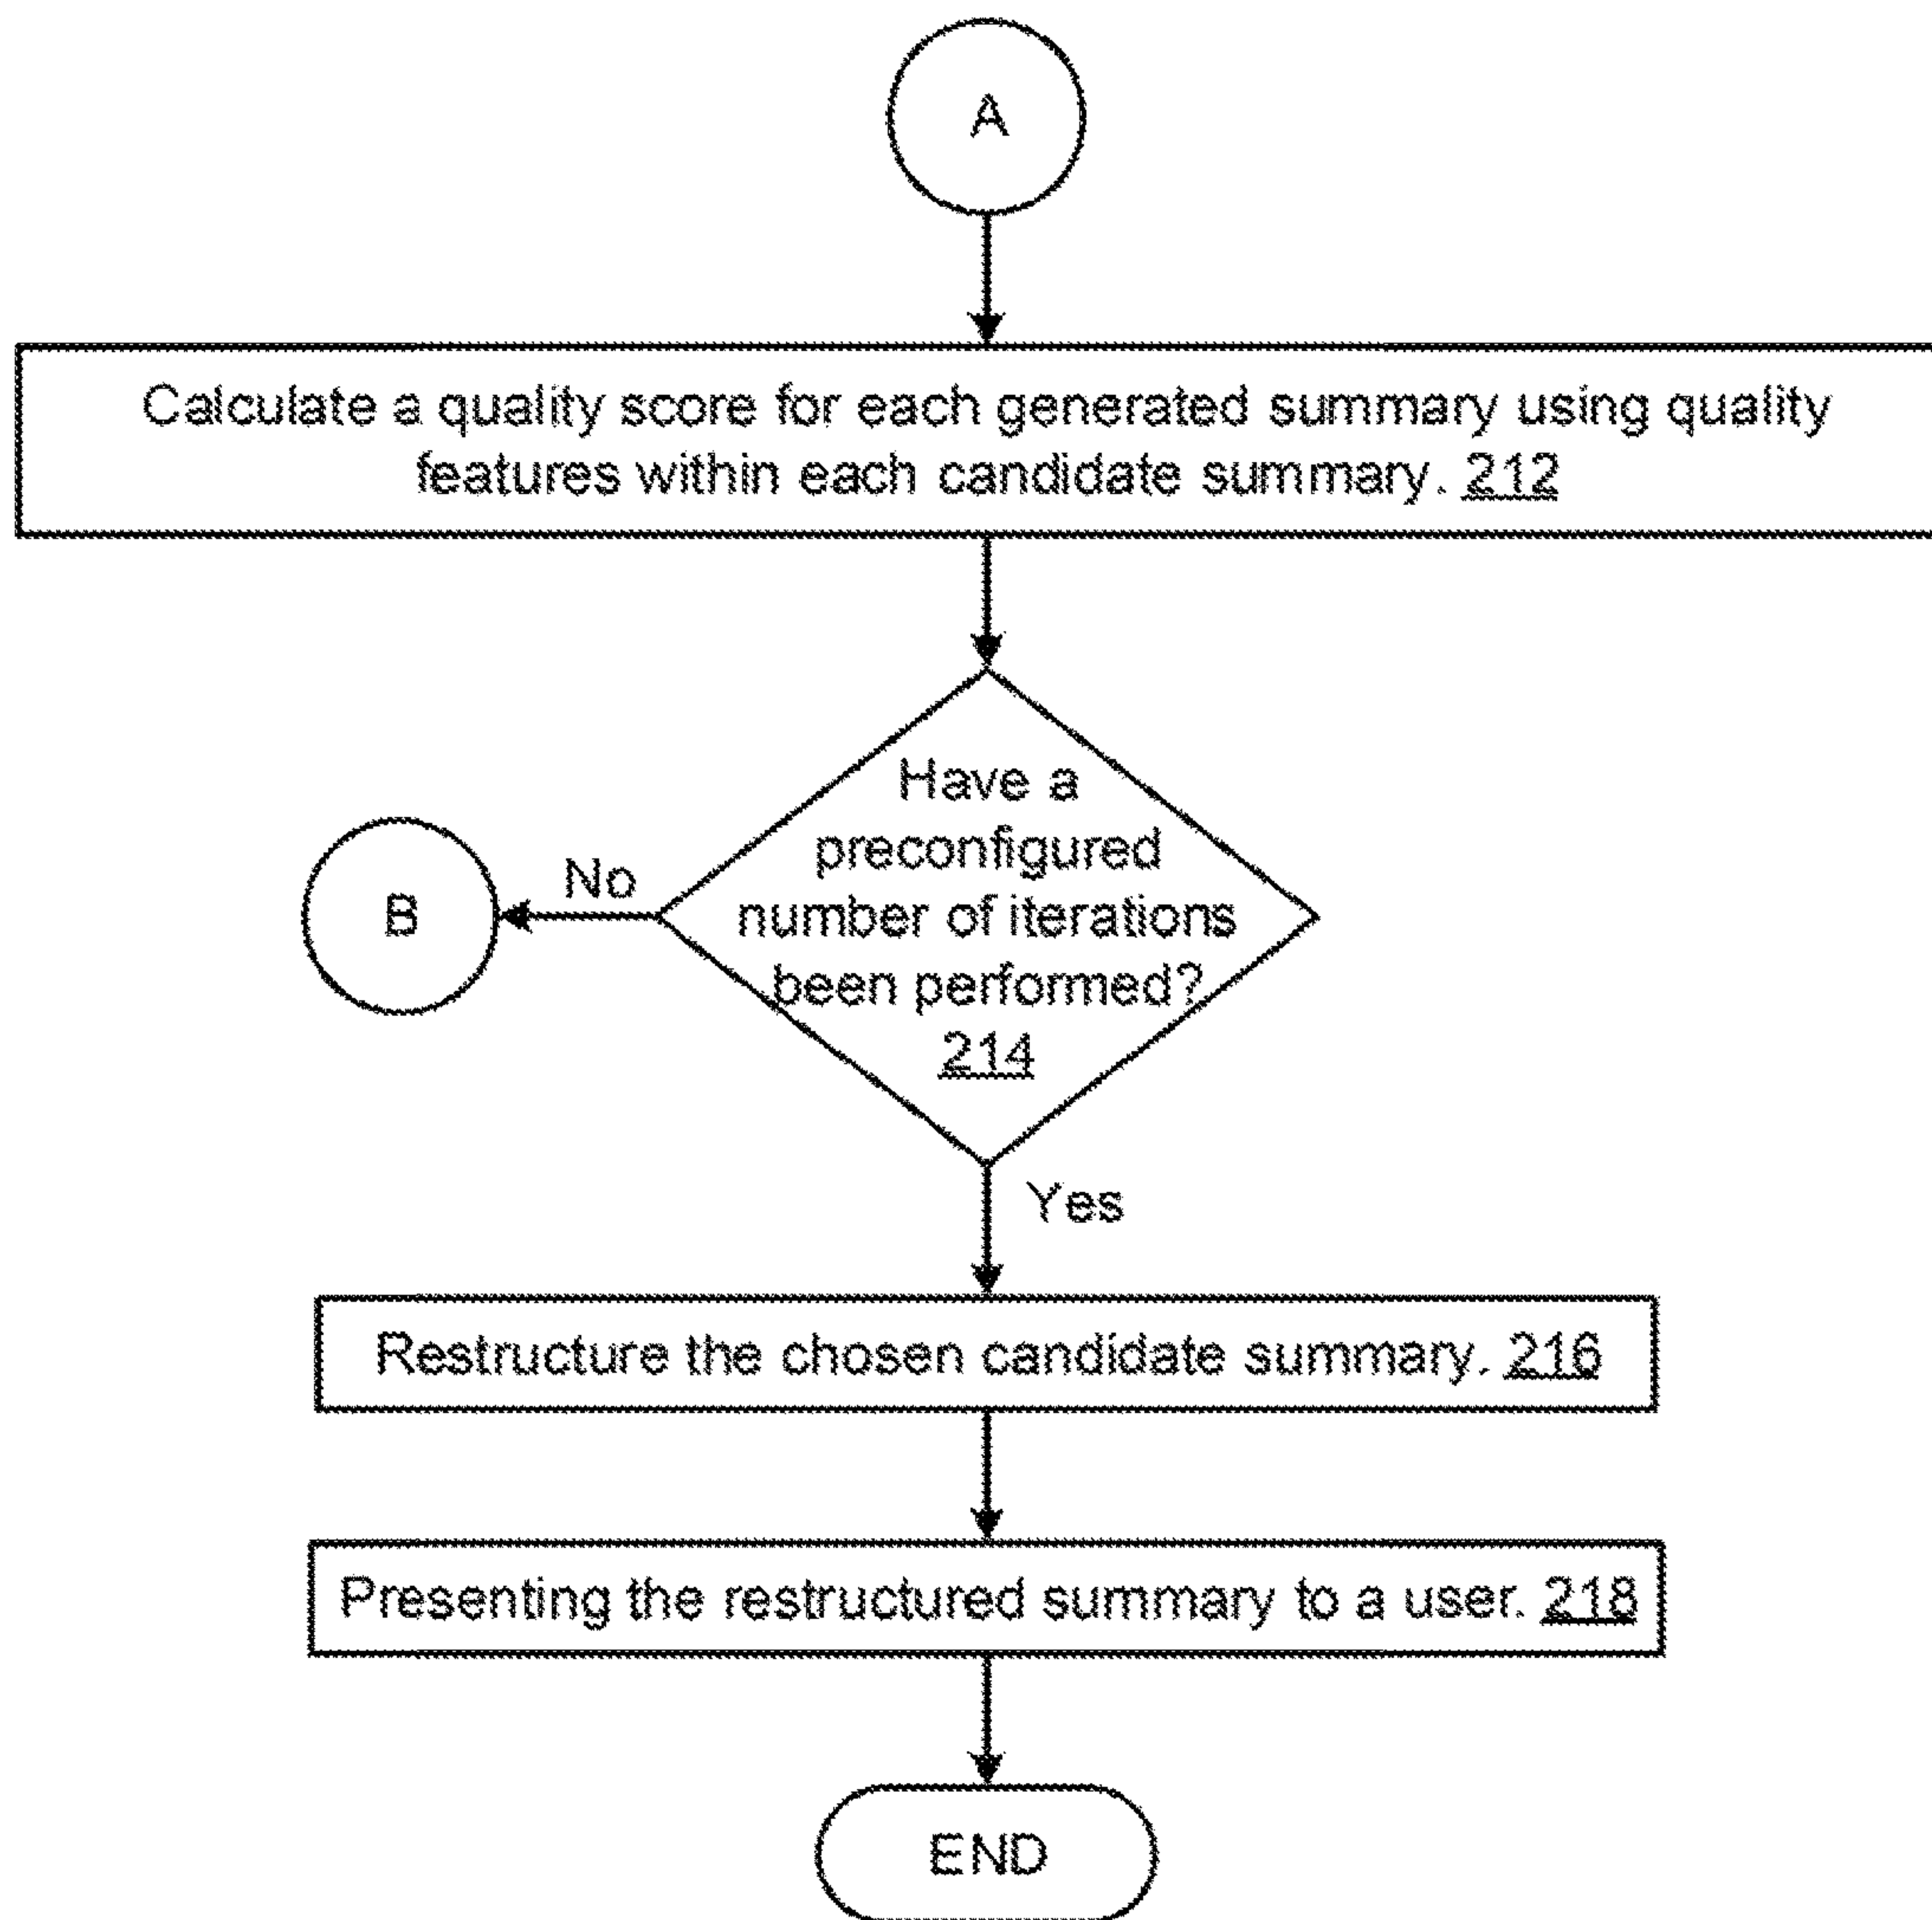 A
Calculate a quality score for each generated summary using quality
features within each candidate summary. 212
Have a
preconfigured
number of iterations
been performed?
214
No
B
Yes
Restructure the chosen candidate summary. 216
Presenting the restructured summary to a user. 218
END